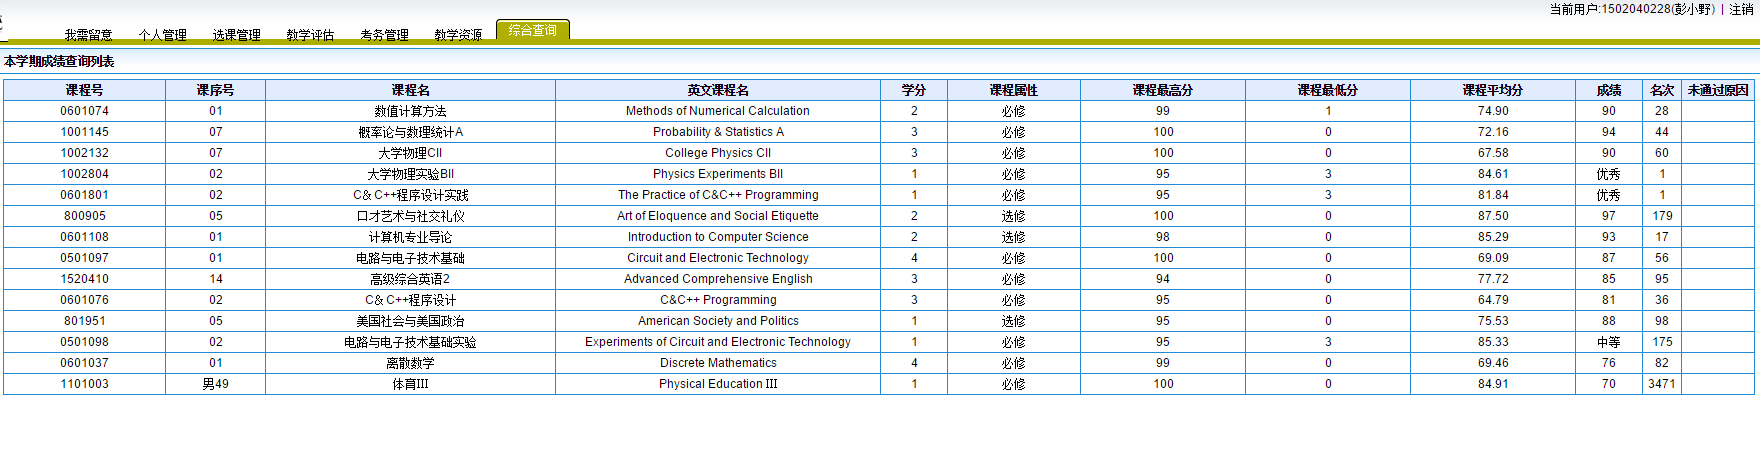 当前用户:1502040228(彭小野) | 注销
我需留意 个人管理 选课管理 教学评估 考务管理 教学资源 综合查询
本学期成绩查询列表
课程号 课序号 课程名 英文课程名 学分 课程属性 课程最高分 课程最低分 课程平均分 成绩 名次 未通过原因
0601074 01 数值计算方法 Methods of Numerical Calculation 2 必修 99 1 74.90 90 28
1001145 07 概率论与数理统计A Probability & Statistics A 3 必修 100 0 72.16 94 44
1002132 07 大学物理CII College Physics CII 3 必修 100 0 67.58 90 60
1002804 02 大学物理实验BII Physics Experiments BII 1 必修 95 3 84.61 优秀 1
0601801 02 C& C++程序设计实践 The Practice of C&C++ Programming 1 必修 95 3 81.84 优秀 1
800905 05 口才艺术与社交礼仪 Art of Eloquence and Social Etiquette 2 选修 100 0 87.50 97 179
0601108 01 计算机专业导论 Introduction to Computer Science 2 选修 98 0 85.29 93 17
0501097 01 电路与电子技术基础 Circuit and Electronic Technology 4 必修 100 0 69.09 87 56
1520410 14 高级综合英语2 Advanced Comprehensive English 3 必修 94 0 77.72 85 95
0601076 02 C& C++程序设计 C&C++ Programming 3 必修 95 0 64.79 81 36
801951 05 美国社会与美国政治 American Society and Politics 1 选修 95 0 75.53 88 98
0501098 02 电路与电子技术基础实验 Experiments of Circuit and Electronic Technology 1 必修 95 3 85.33 中等 175
0601037 01 离散数学 Discrete Mathematics 4 必修 99 0 69.46 76 82
1101003 男49 体育III Physical Education III 1 必修 100 0 84.91 70 3471